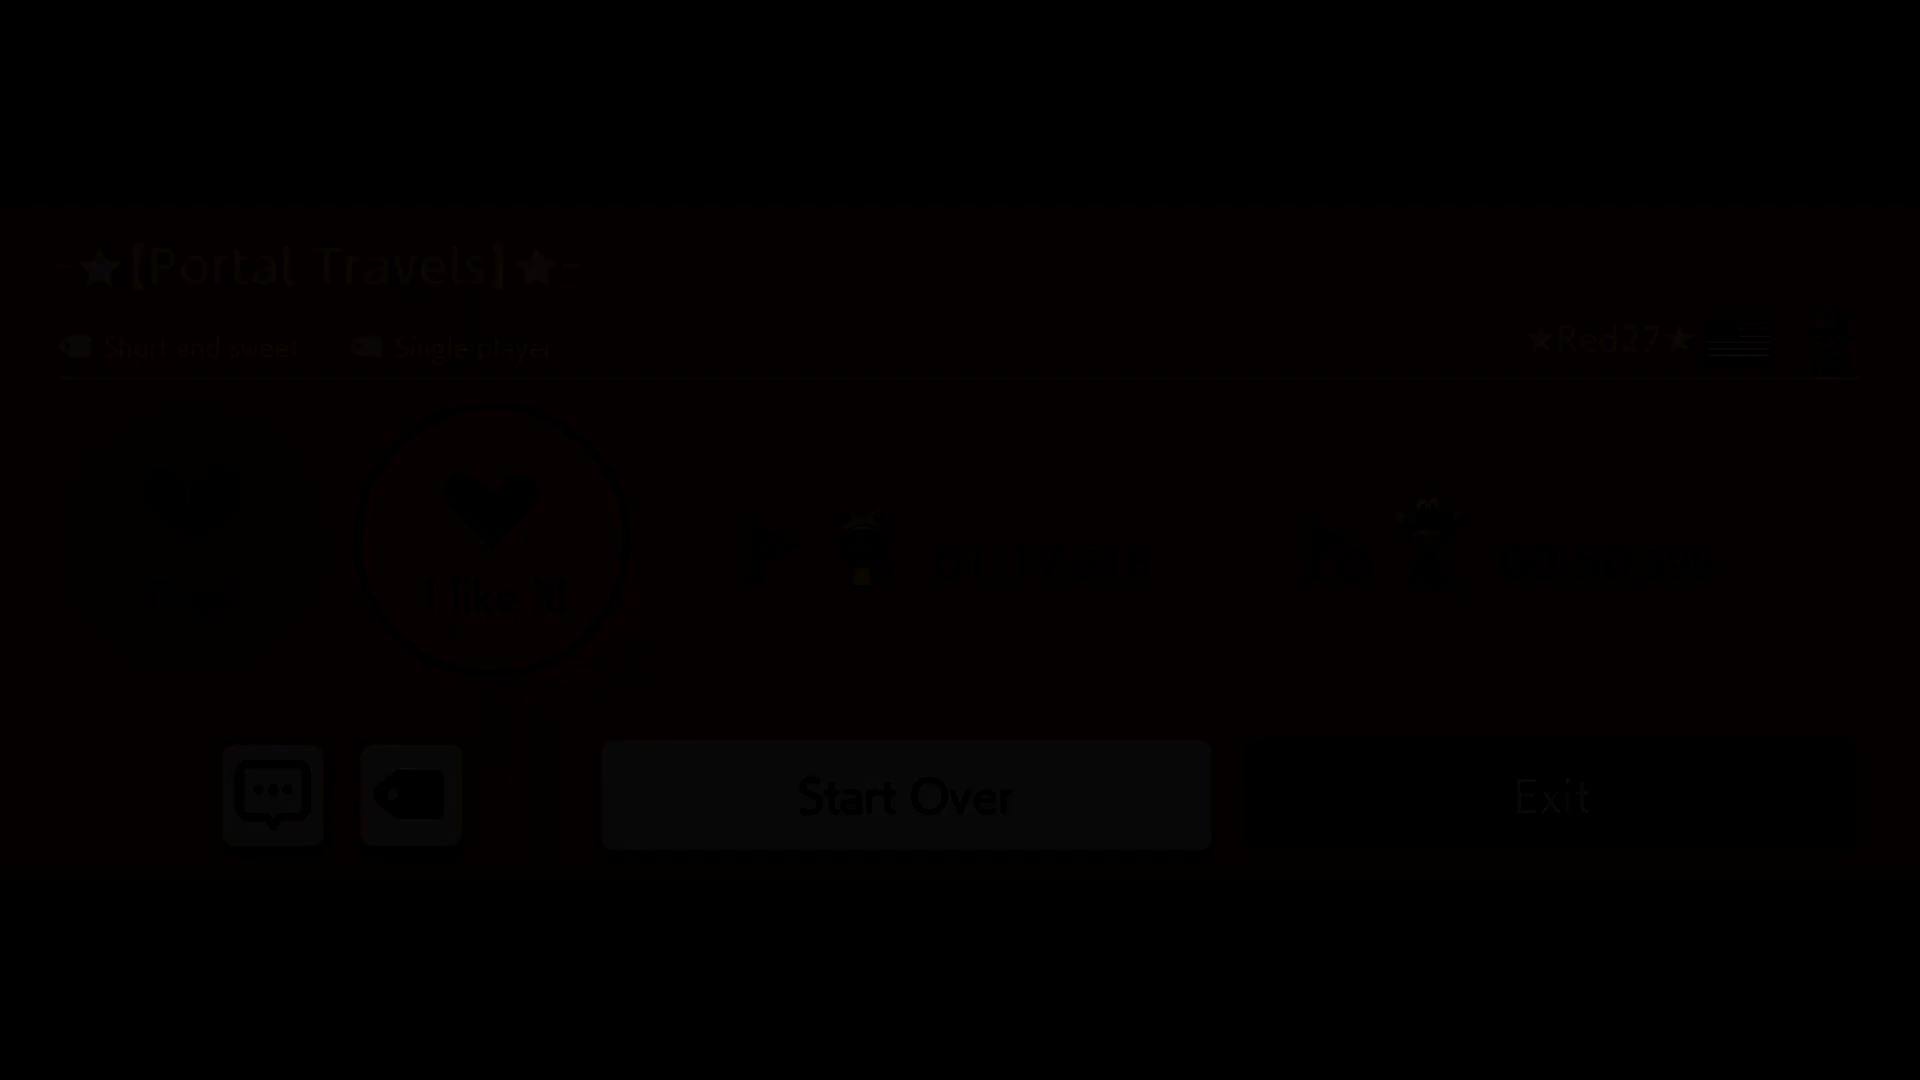 -★[Portal Travels]★-
Short and sweet Single player
★Red27★
I like it!
Start Over
Exit